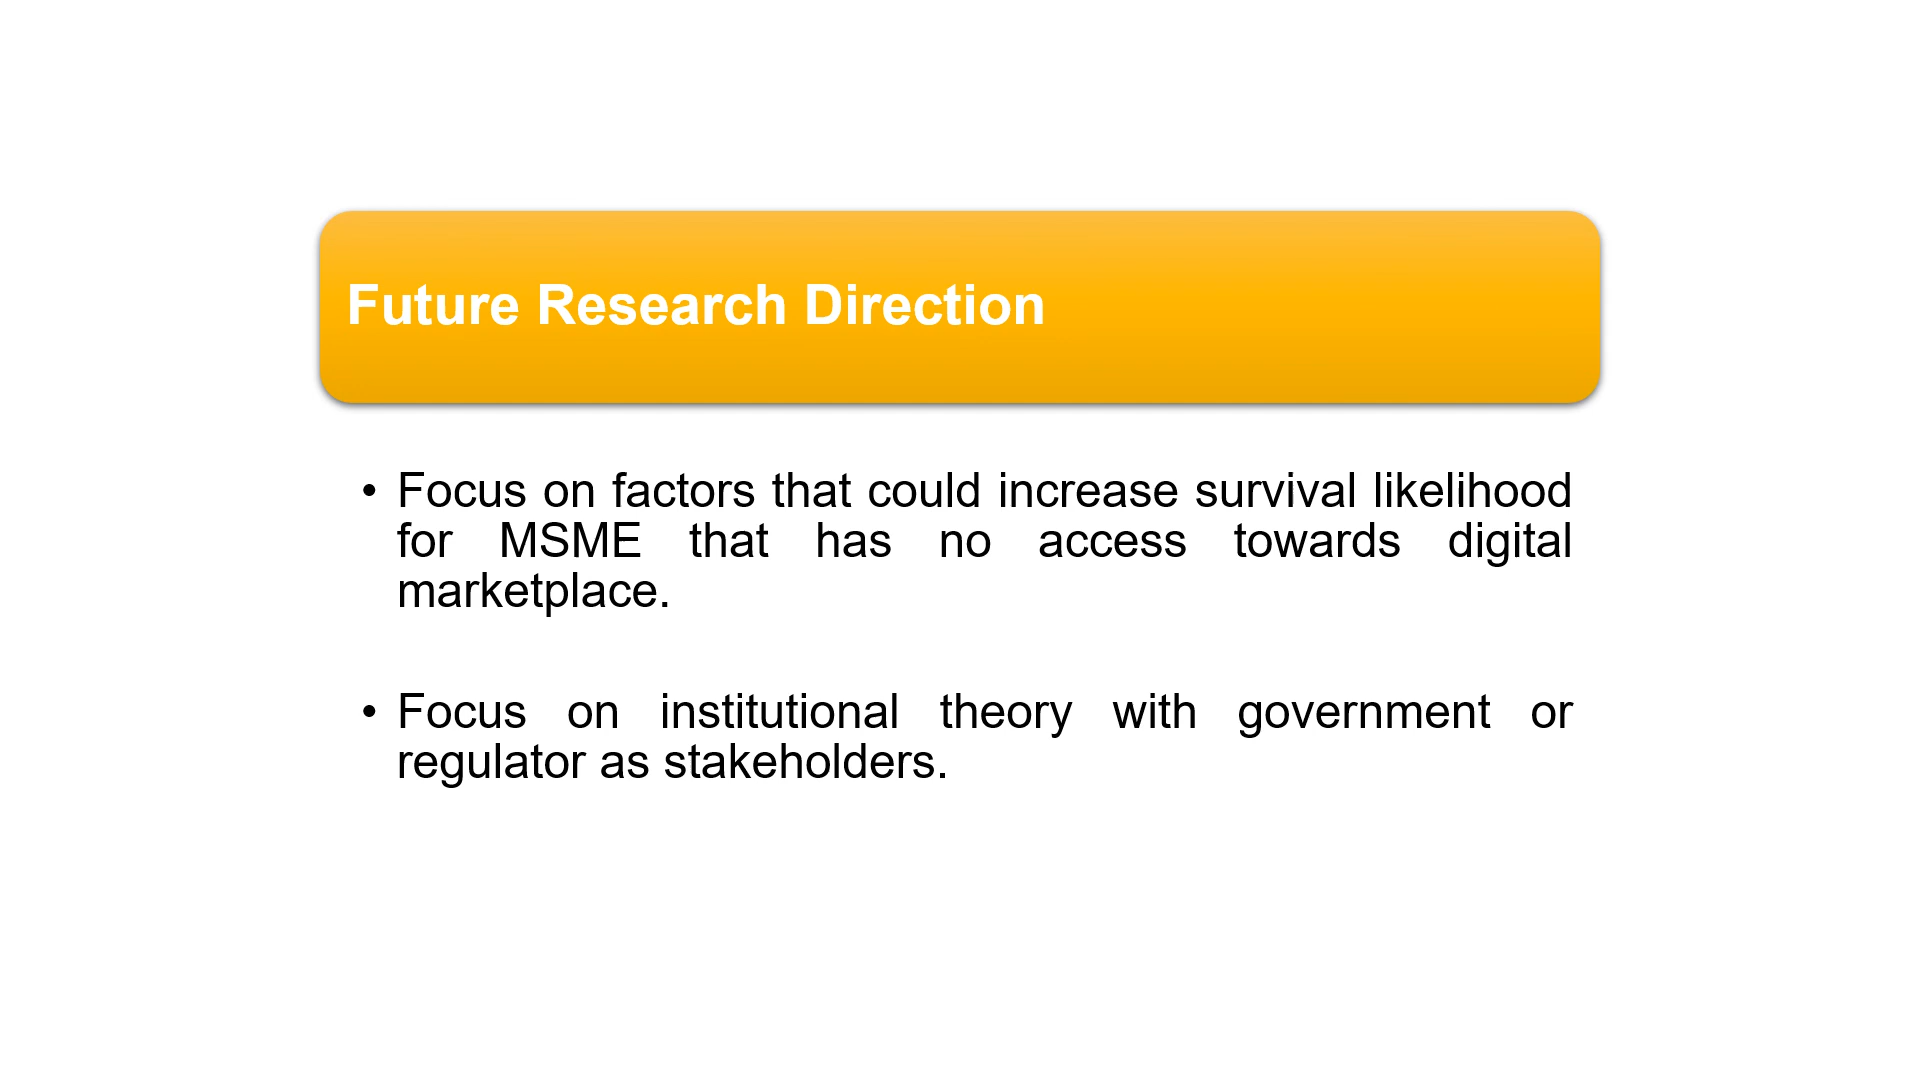 Future Research Direction
• Focus on factors that could increase survival likelihood
for MSME that has no access towards digital
marketplace.
• Focus on institutional theory with government or
regulator as stakeholders.